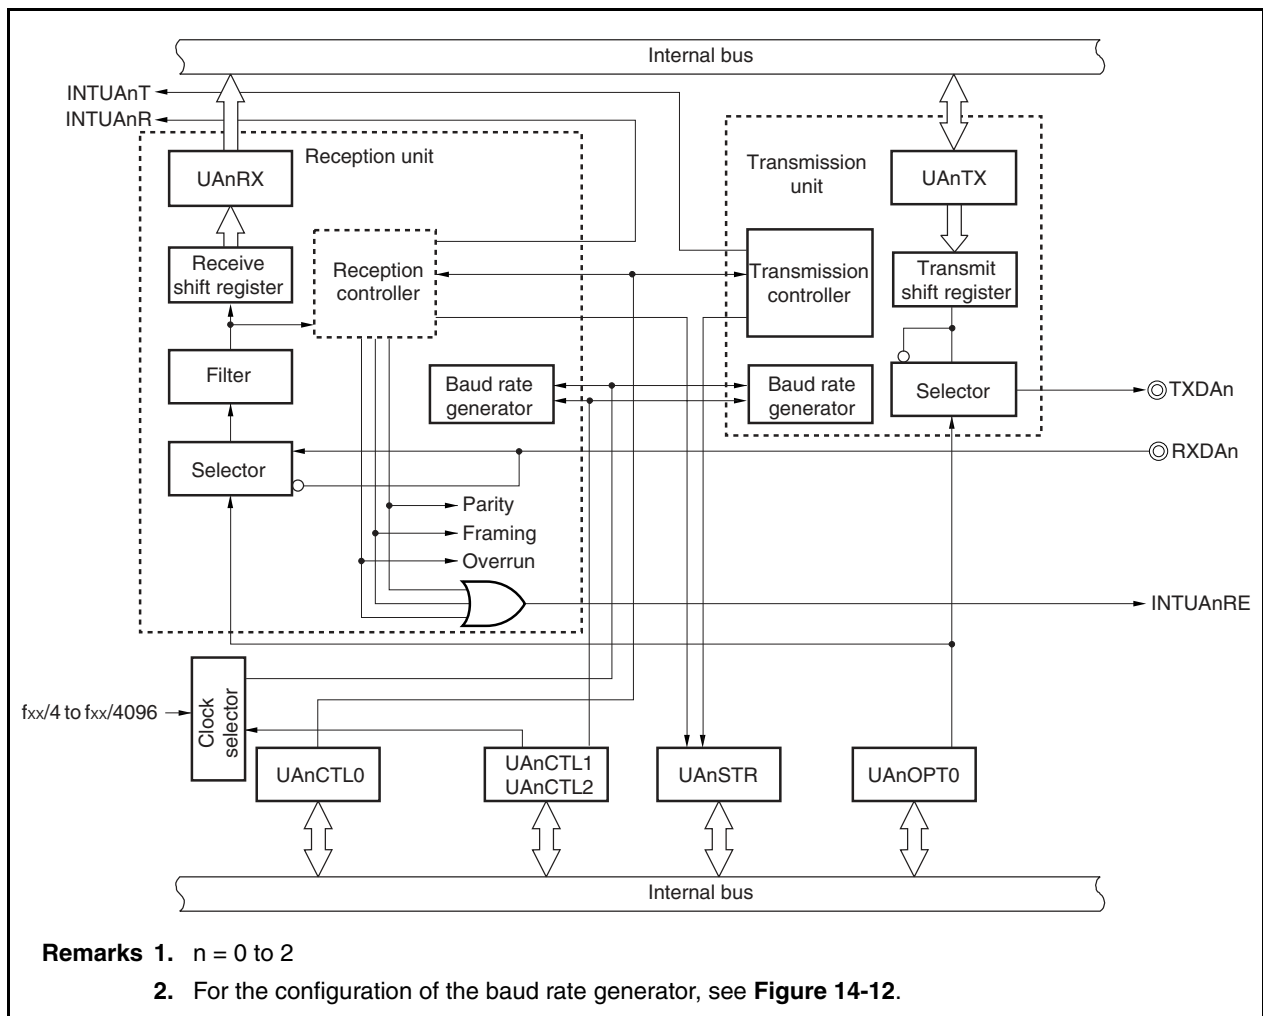 Internal bus
INTUAnT
INTUAnR
Reception unit
UAnRX
Transmission
unit
UAnTX
Receive
shift register
Reception
controller
Transmission
controller
Transmit
shift register
Filter
Baud rate
generator
Baud rate
generator
Selector
TXDAn
Selector
RXDAn
Parity
Framing
Overrun
INTUAnRE
fxx/4 to fxx/4096
Clock
selector
UAnCTL0
UAnCTL1
UAnCTL2
UAnSTR
UAnOPT0
Internal bus
Remarks 1. n = 0 to 2
2. For the configuration of the baud rate generator, see Figure 14-12.